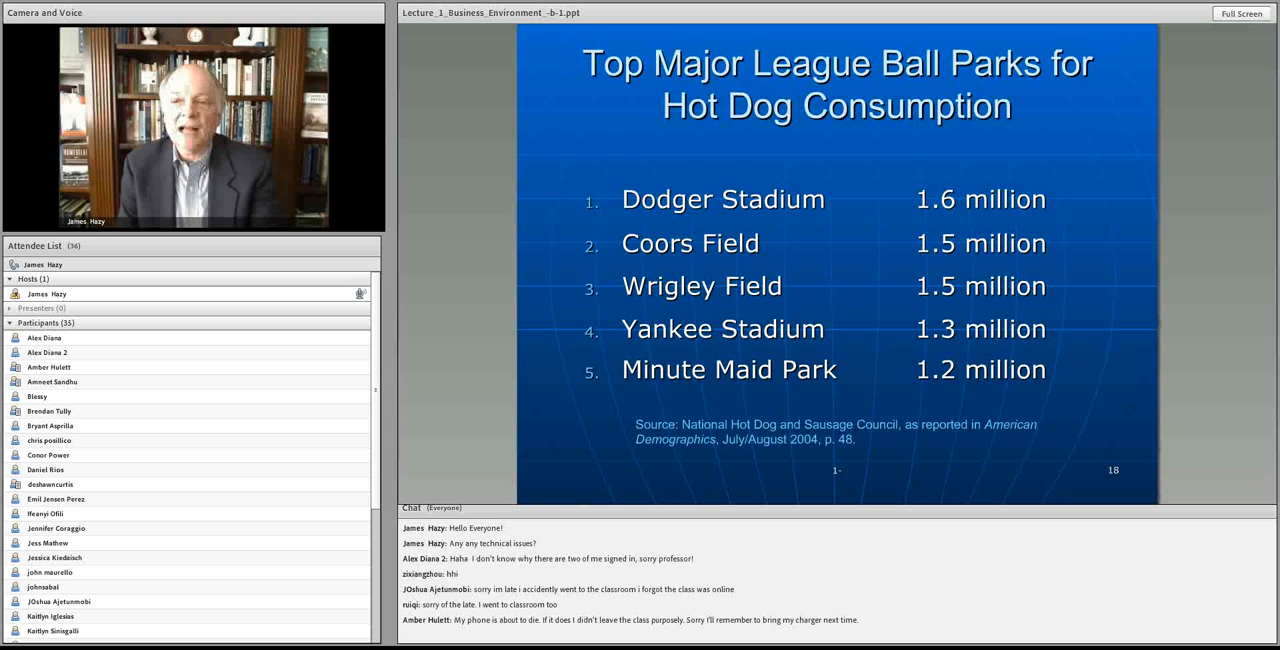 Camera and Voice
James Hazy
Attendee List (36)
James Hazy
Hosts (1)
James Hazy
Presenters (0)
Participants (35)
Alex Diana
Alex Diana 2
Amber Hulett
Amneet Sandhu
Blessy
Brendan Tully
Bryant Asprilla
chris posillico
Conor Power
Daniel Rios
deshawncurtis
Emil Jensen Perez
Ifeanyi Ofili
Jennifer Coraggio
Jess Mathew
Jessica Kiedaisch
john maurello
johnsabal
JOshua Ajetunmobi
Kaitlyn Iglesias
Kaitlyn Sinisgalli
Lecture_1_Business_Environment_-b-1.ppt
Full Screen
Top Major League Ball Parks for
Hot Dog Consumption
1. Dodger Stadium 1.6 million
2. Coors Field 1.5 million
3. Wrigley Field 1.5 million
4. Yankee Stadium 1.3 million
5. Minute Maid Park 1.2 million
Source: National Hot Dog and Sausage Council, as reported in American
Demographics, July/August 2004, p. 48.
1- 18
Chat (Everyone)
James Hazy: Hello Everyone!
James Hazy: Any any technical issues?
Alex Diana 2: Haha I don't know why there are two of me signed in, sorry professor!
zixiangzhou: hhi
JOshua Ajetunmobi: sorry im late i accidently went to the classroom i forgot the class was online
ruiqi: sorry of the late. I went to classroom too
Amber Hulett: My phone is about to die. If it does I didn't leave the class purposely. Sorry I'll remember to bring my charger next time.